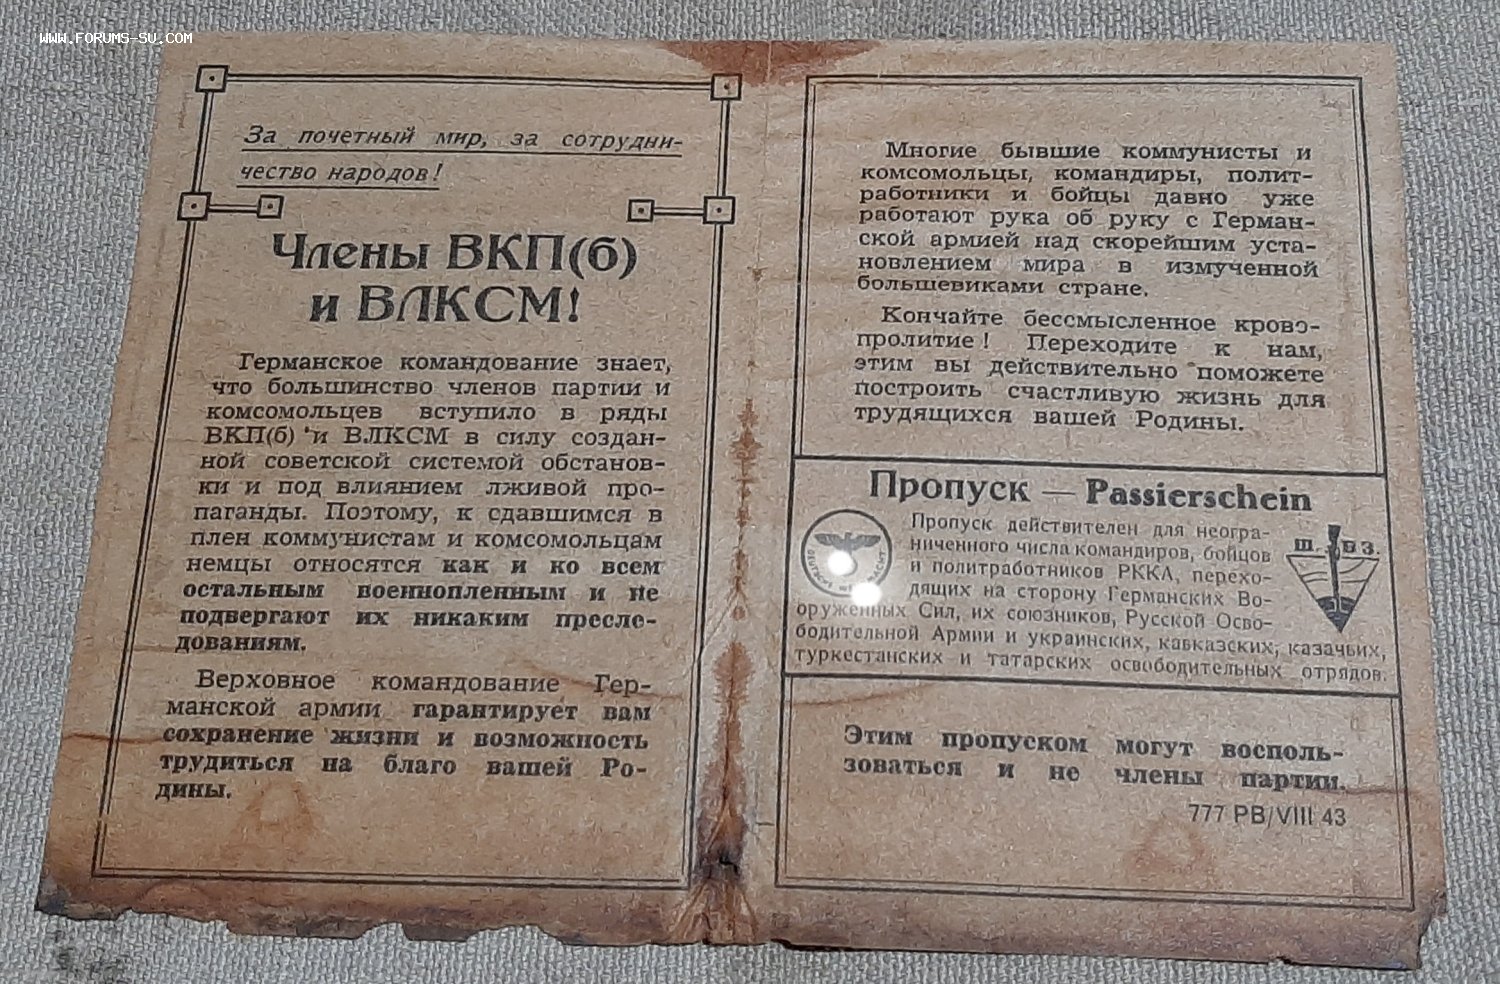 WWW.FORUMS-SU.COM
За почетный мир, за сотрудни-
чество народов!
Члены ВКП(б)
и ВЛКСМ!
Германское командование знает,
что большинство членов партии и
комсомольцев вступило в ряды
ВКП(б) и ВЛКСМ в силу создан-
ной советской системой обстанов-
ки и под влиянием лживой про-
паганды. Поэтому, к сдавшимся в
плен коммунистам и комсомольцам
немцы относятся как и ко всем
остальным военнопленным и не
подвергают их никаким пресле-
дованиям.
Верховное командование Гер-
манской армии гарантирует вам
сохранение жизни и возможность
трудиться на благо вашей Ро-
дины.
Многие бывшие коммунисты и
комсомольцы, командиры, полит-
работники и бойцы давно уже
работают рука об руку с Герман-
ской армией над скорейшим уста-
новлением мира в измученной
большевиками стране.
Кончайте бессмысленное крово-
пролитие! Переходите к нам,
этим вы действительно поможете
построить счастливую жизнь для
трудящихся вашей Родины.
Пропуск — Passierschein
Пропуск действителен для неогра-
ниченного числа командиров, бойцов
и политработников РККА, перехо-
дящих на сторону Германских Во-
оруженных Сил, их союзников, Русской Осво-
бодительной Армии и украинских, кавказских, казачьих,
туркестанских и татарских освободительных отрядов.
Ш. В З.
Этим пропуском могут восполь-
зоваться и не члены партии.
777 PB/VIII 43